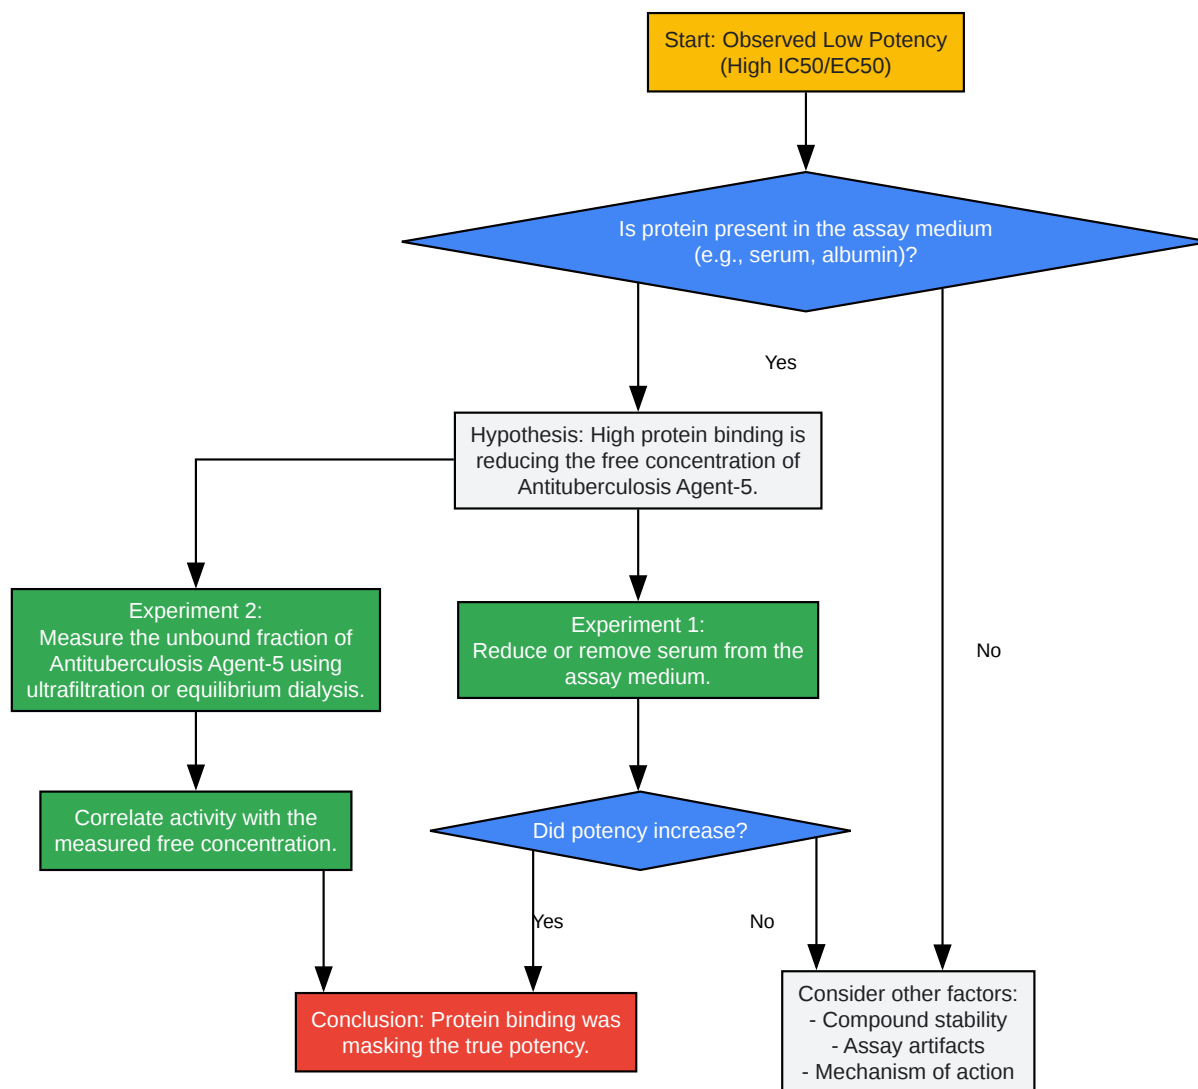 Start: Observed Low Potency
(High IC50/EC50)
Is protein present in the assay medium
(e.g., serum, albumin)?
Yes
Hypothesis: High protein binding is
reducing the free concentration of
Antituberculosis Agent-5.
Experiment 2:
Measure the unbound fraction of
Antituberculosis Agent-5 using
ultrafiltration or equilibrium dialysis.
Experiment 1:
Reduce or remove serum from the
assay medium.
No
Correlate activity with the
measured free concentration.
Did potency increase?
Yes
No
Conclusion: Protein binding was
masking the true potency.
Consider other factors:
- Compound stability
- Assay artifacts
- Mechanism of action